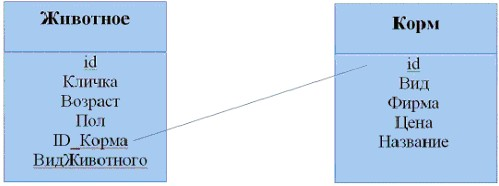 Животное
id
Кличка
Возраст
Пол
ID_Корма
ВидЖивотного
Корм
id
Вид
Фирма
Цена
Название